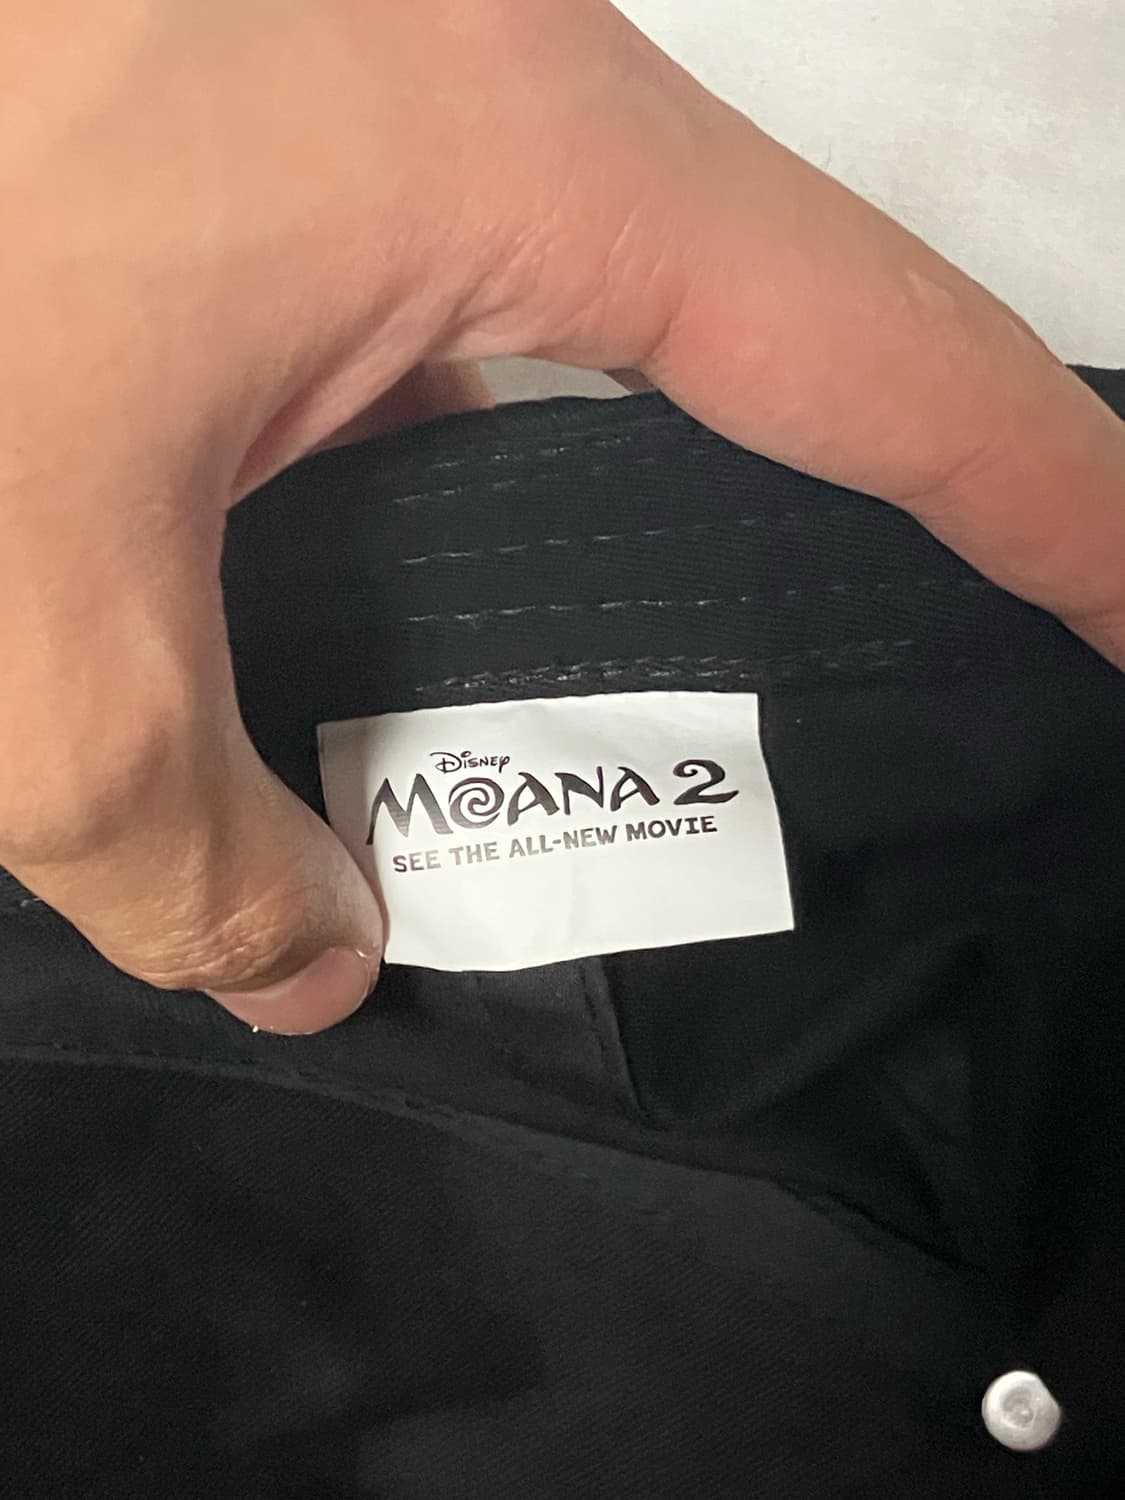 Disney
MOANA 2
SEE THE ALL-NEW MOVIE